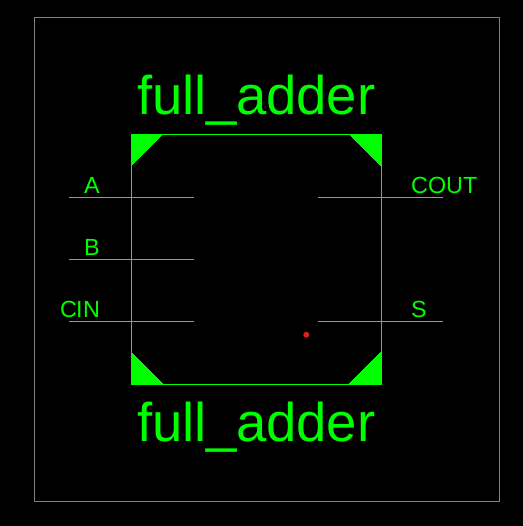 full_adder
A
COUT
B
CIN
S
full_adder